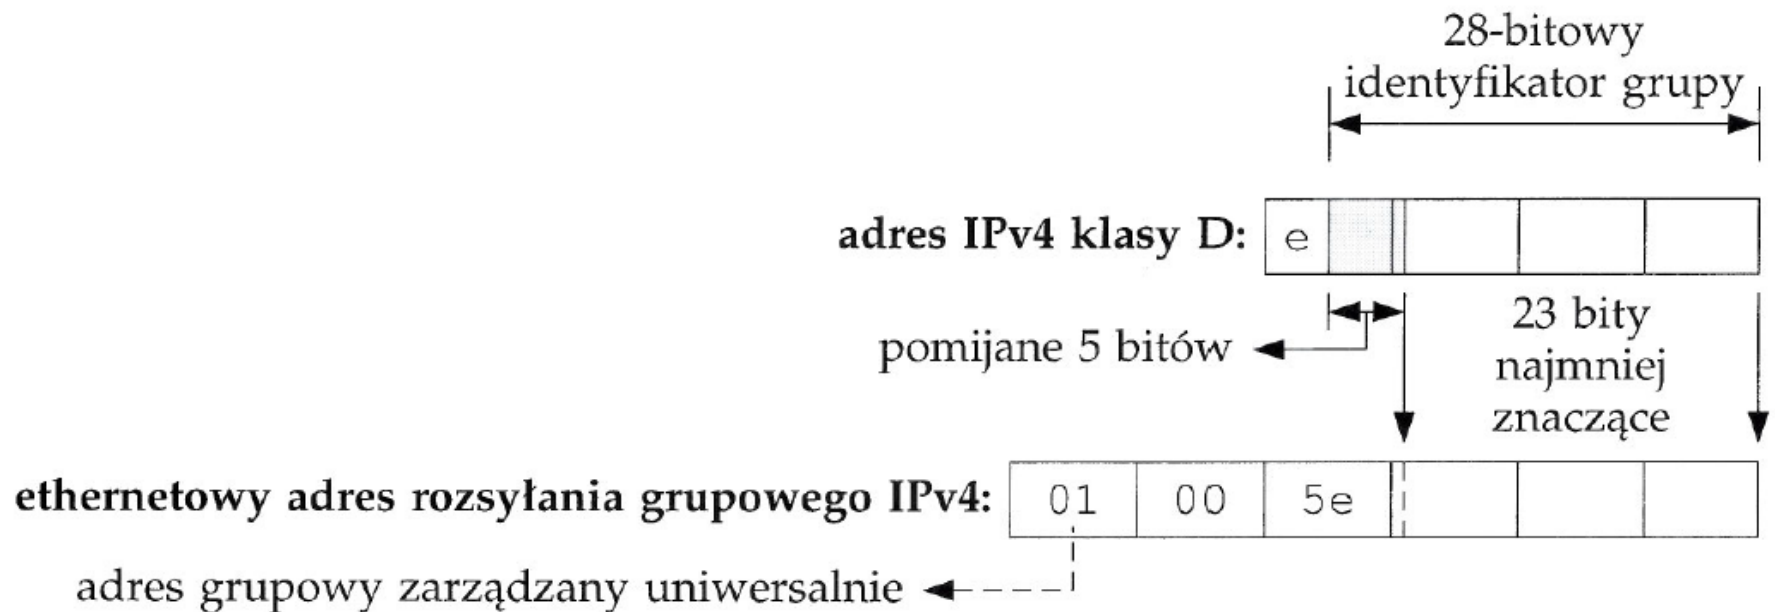 28-bitowy
identyfikator grupy
adres IPv4 klasy D:
e
pomijane 5 bitów
23 bity
najmniej
znaczące
ethernetowy adres rozsyłania grupowego IPv4:
01 00 5e
adres grupowy zarządzany uniwersalnie